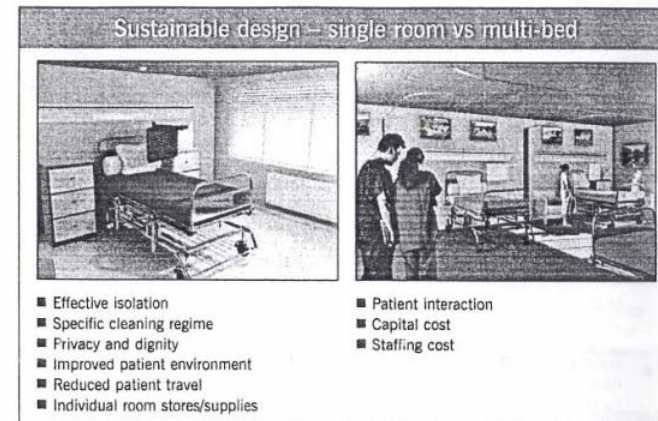 Sustainable design – single room vs multi-bed
■ Effective isolation
■ Specific cleaning regime
■ Privacy and dignity
■ Improved patient environment
■ Reduced patient travel
■ Individual room stores/supplies
■ Patient interaction
■ Capital cost
■ Staffing cost